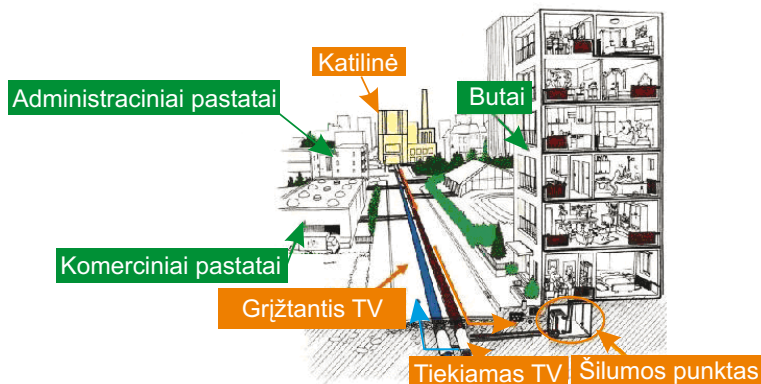 Katilinė
Administraciniai pastatai
Butai
Komerciniai pastatai
Grįžtantis TV
Tiekiamas TV
Šilumos punktas